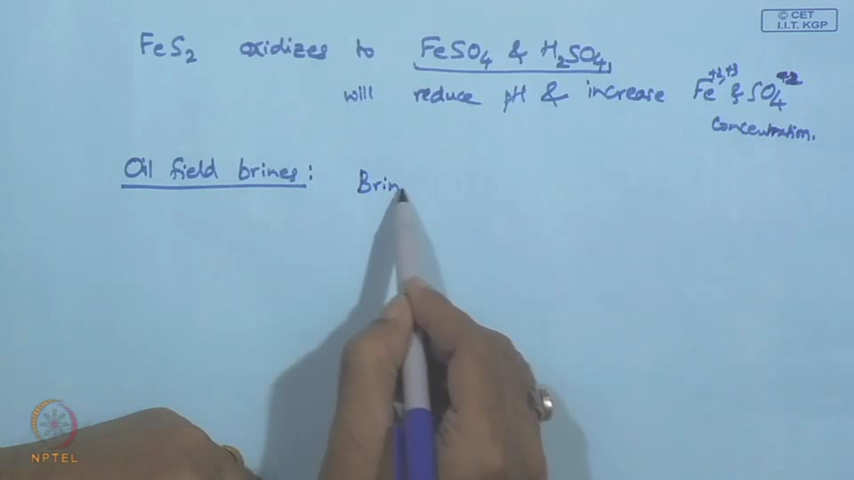 © CET
I.I.T. KGP
FeS2 oxidizes to FeSO4 & H2SO4,
will reduce pH & increase Fe+2,+3 & SO4-2
Concentration.
Oil field brines: Brin
NPTEL